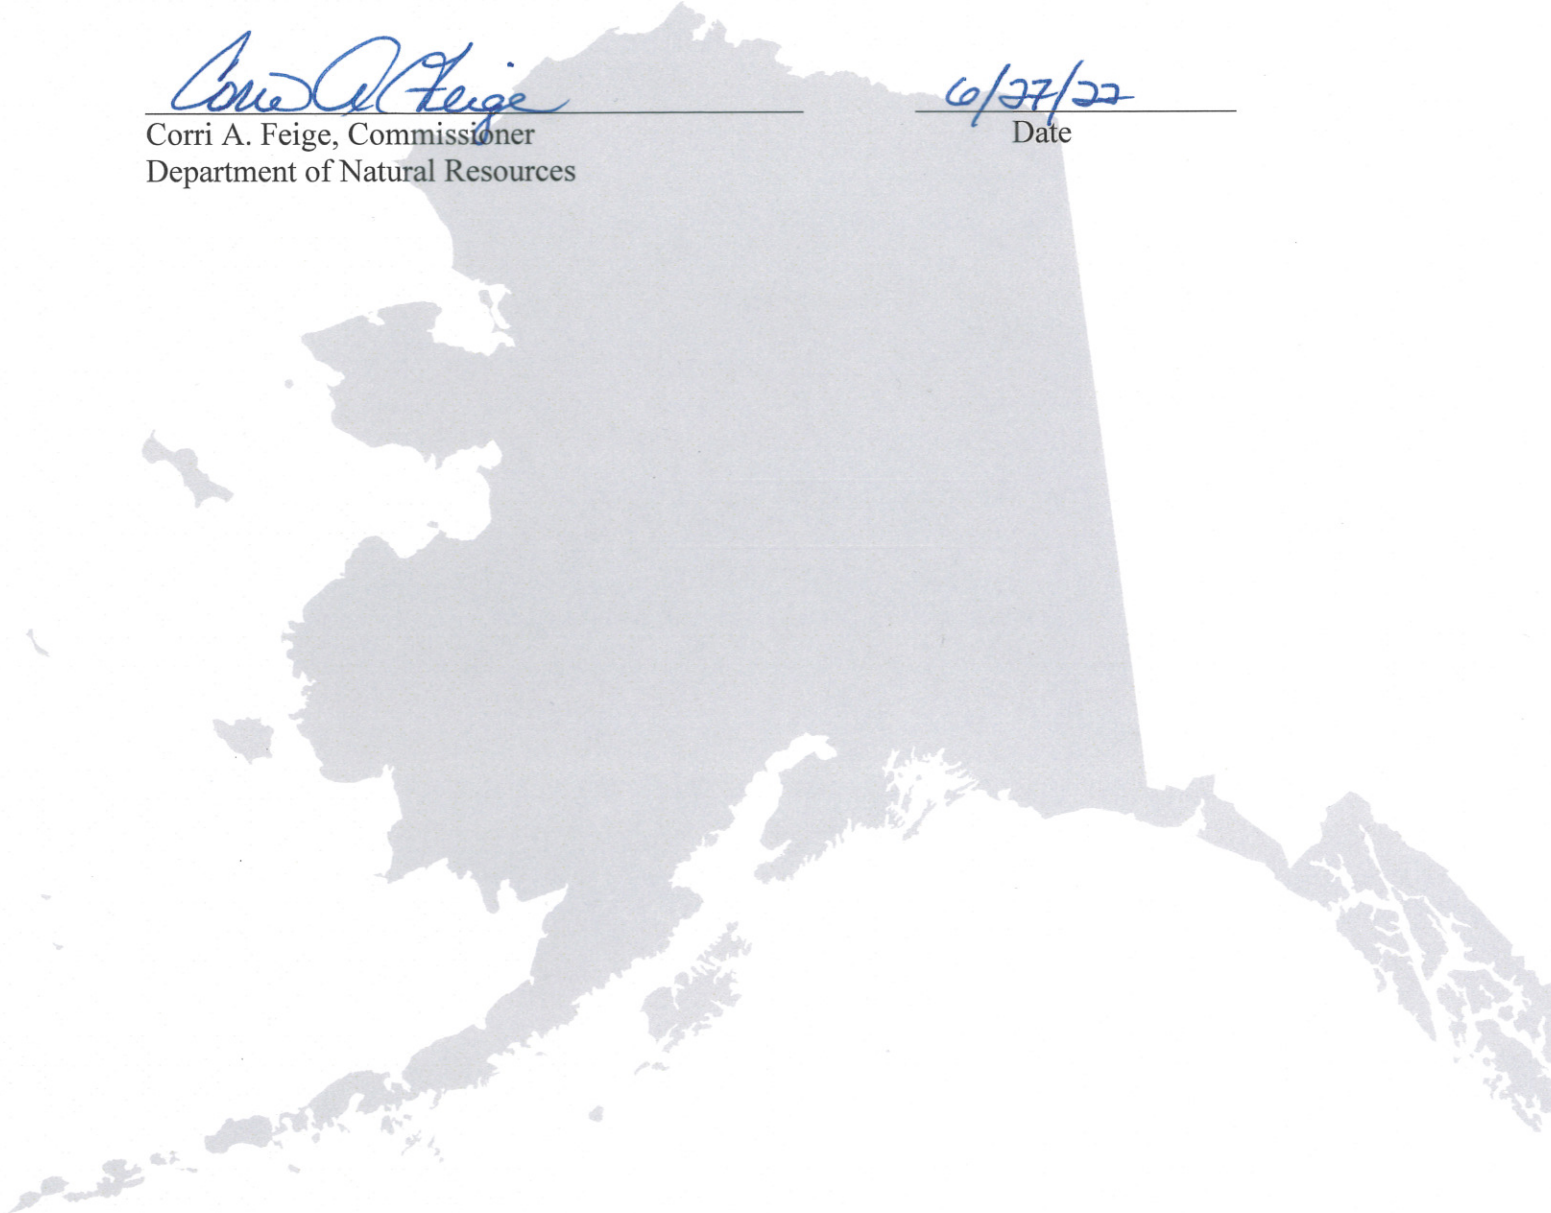 Corri A Feige 6/27/22
Corri A. Feige, Commissioner Date
Department of Natural Resources